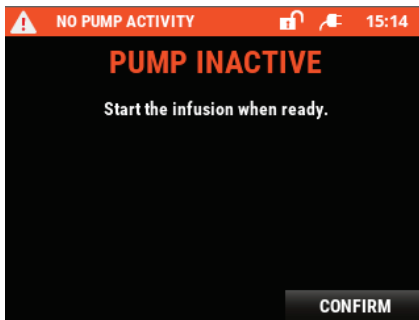 NO PUMP ACTIVITY 15:14
PUMP INACTIVE
Start the infusion when ready.
CONFIRM